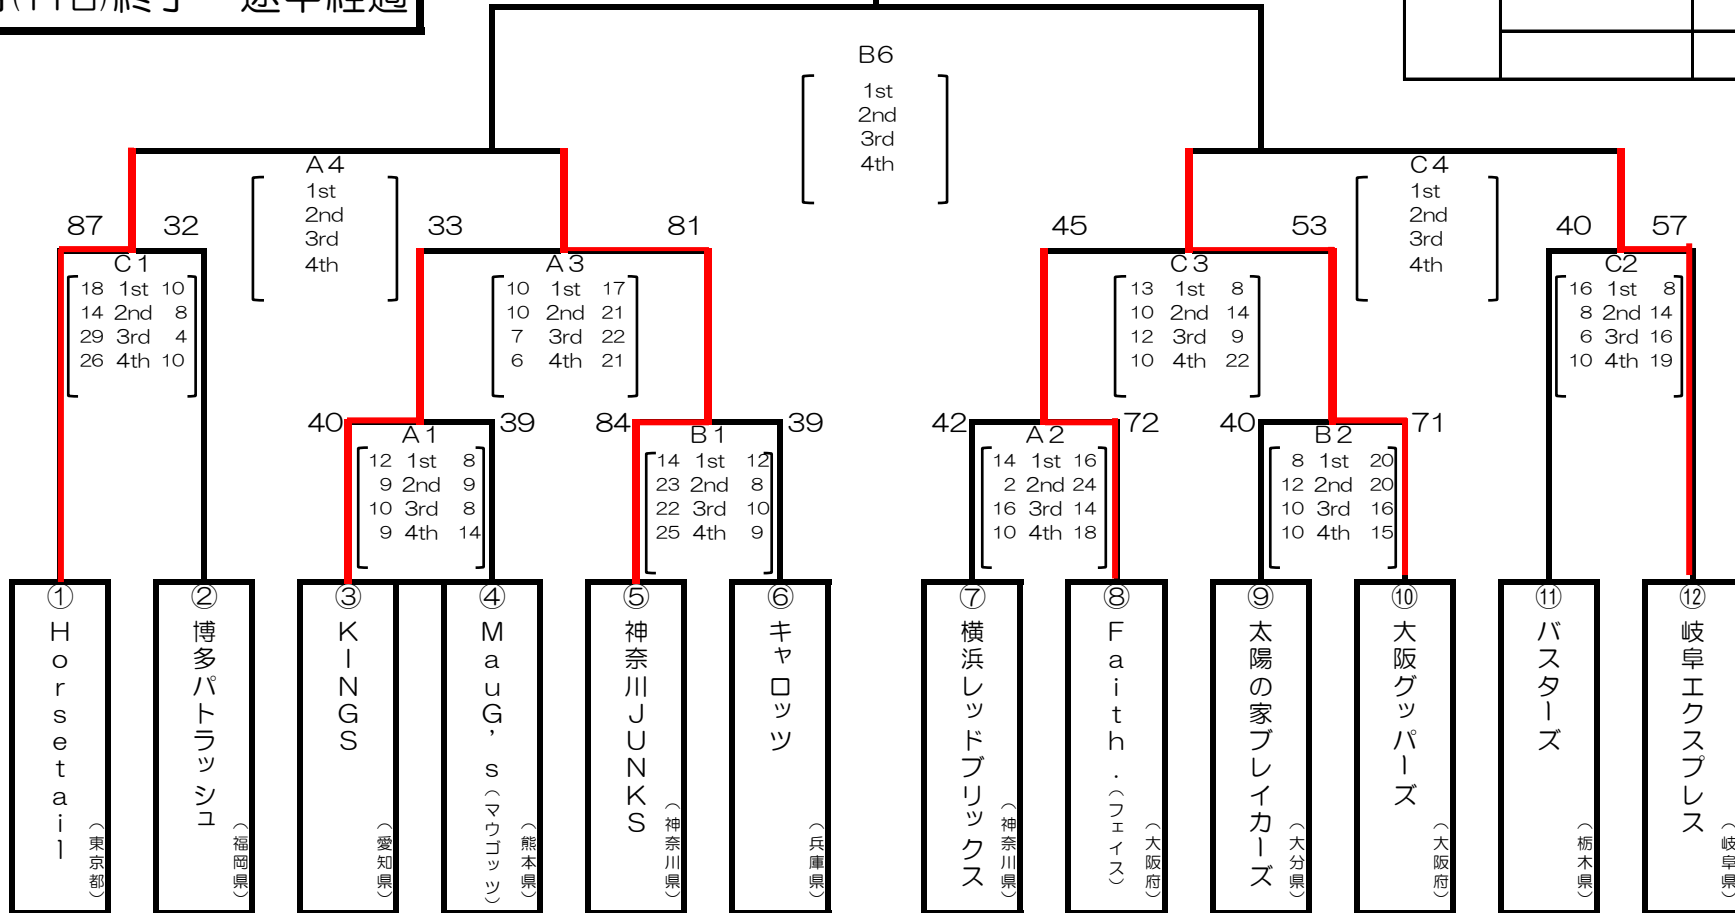 (11日)終了 途中経過
B6
1st
2nd
3rd
4th
A4
1st
2nd
3rd
4th
C4
1st
2nd
3rd
4th
87 32
C1
18 1st 10
14 2nd 8
29 3rd 4
26 4th 10
33 81
A3
10 1st 17
10 2nd 21
7 3rd 22
6 4th 21
45 53
C3
13 1st 8
10 2nd 14
12 3rd 9
10 4th 22
40 57
C2
16 1st 8
8 2nd 14
6 3rd 16
10 4th 19
40 39
A1
12 1st 8
9 2nd 9
10 3rd 8
9 4th 14
84 39
B1
14 1st 12
23 2nd 8
22 3rd 10
25 4th 9
42 72
A2
14 1st 16
2 2nd 24
16 3rd 14
10 4th 18
40 71
B2
8 1st 20
12 2nd 20
10 3rd 16
10 4th 15
① Horsetail (東京都)
② 博多パトラッシュ (福岡県)
③ KINGS (愛知県)
④ MauG's(マウゴッツ) (熊本県)
⑤ 神奈川JUNKS (神奈川県)
⑥ キャロッツ (兵庫県)
⑦ 横浜レッドブリックス (神奈川県)
⑧ Faith.(フェイス) (大阪府)
⑨ 太陽の家ブレイカーズ (大分県)
⑩ 大阪グッパーズ (大阪府)
⑪ バスターズ (栃木県)
⑫ 岐阜エクスプレス (岐阜県)